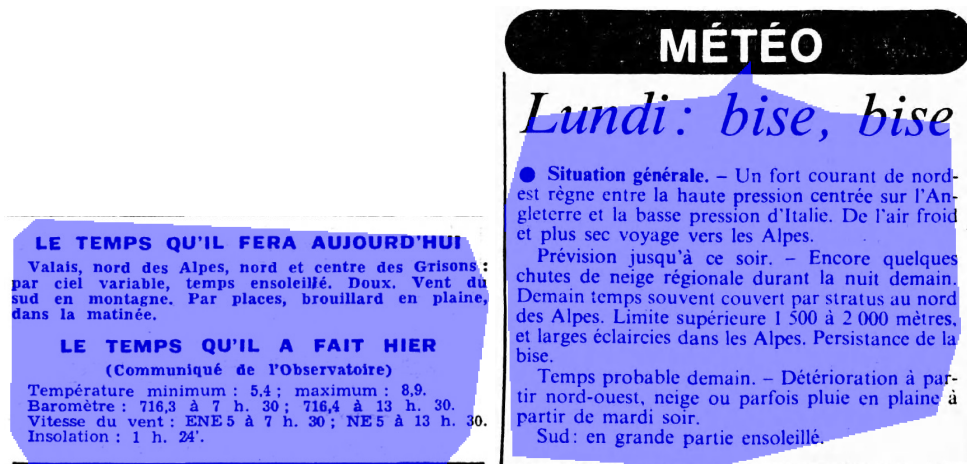 LE TEMPS QU'IL FERA AUJOURD'HUI
Valais, nord des Alpes, nord et centre des Grisons :
par ciel variable, temps ensoleillé. Doux. Vent du
sud en montagne. Par places, brouillard en plaine,
dans la matinée.
LE TEMPS QU'IL A FAIT HIER
(Communiqué de l'Observatoire)
Température minimum : 5,4 ; maximum : 8,9.
Baromètre : 716,3 à 7 h. 30 ; 716,4 à 13 h. 30.
Vitesse du vent : ENE 5 à 7 h. 30 ; NE 5 à 13 h. 30.
Insolation : 1 h. 24'.
MÉTÉO
Lundi : bise, bise
● Situation générale. – Un fort courant de nord-
est règne entre la haute pression centrée sur l'An-
gleterre et la basse pression d'Italie. De l'air froid
et plus sec voyage vers les Alpes.
Prévision jusqu'à ce soir. – Encore quelques
chutes de neige régionale durant la nuit demain.
Demain temps souvent couvert par stratus au nord
des Alpes. Limite supérieure 1 500 à 2 000 mètres,
et larges éclaircies dans les Alpes. Persistance de la
bise.
Temps probable demain. – Détérioration à par-
tir nord-ouest, neige ou parfois pluie en plaine à
partir de mardi soir.
Sud : en grande partie ensoleillé.